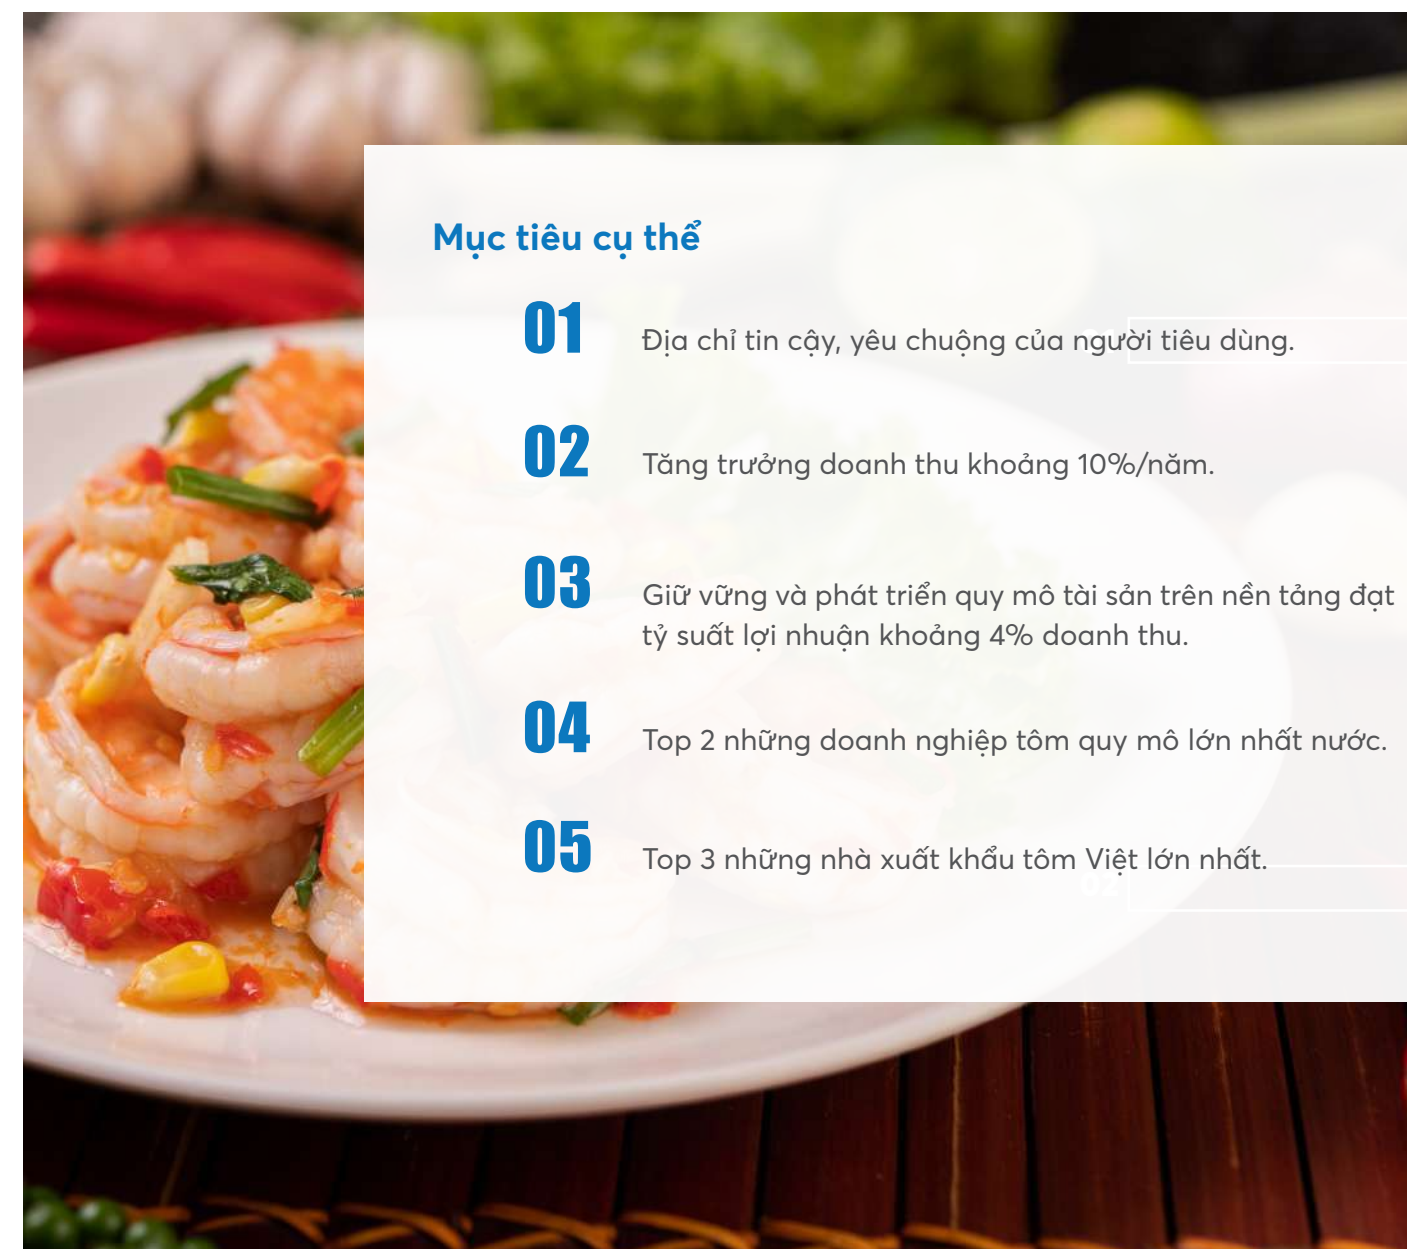 Mục tiêu cụ thể
01
Địa chỉ tin cậy, yêu chuộng của người tiêu dùng.
02
Tăng trưởng doanh thu khoảng 10%/năm.
03
Giữ vững và phát triển quy mô tài sản trên nền tảng đạt
tỷ suất lợi nhuận khoảng 4% doanh thu.
04
Top 2 những doanh nghiệp tôm quy mô lớn nhất nước.
05
Top 3 những nhà xuất khẩu tôm Việt lớn nhất.
02